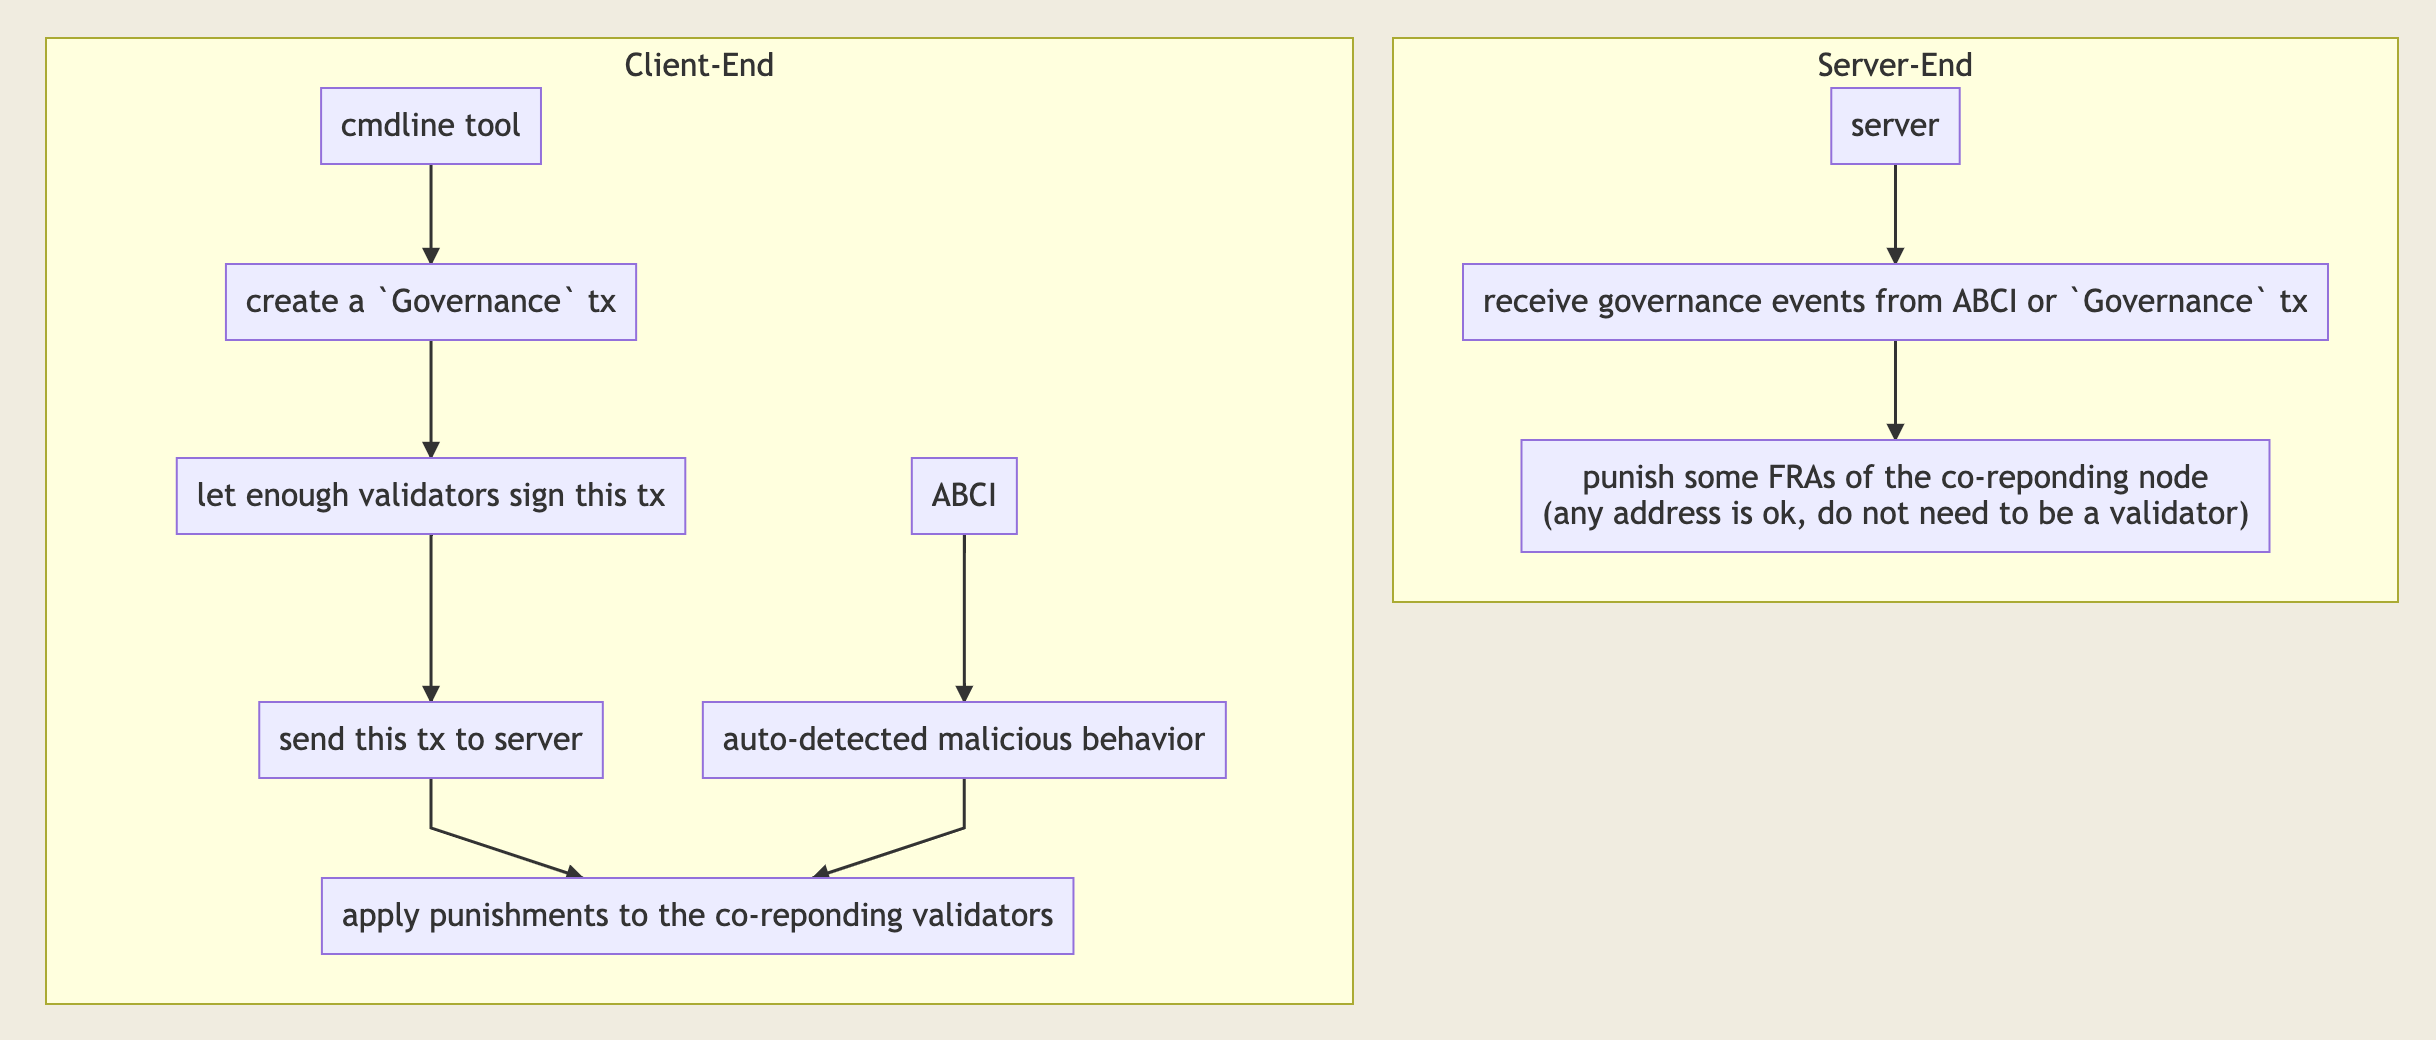 Client-End
cmdline tool
create a `Governance` tx
let enough validators sign this tx
ABCI
send this tx to server
auto-detected malicious behavior
apply punishments to the co-reponding validators
Server-End
server
receive governance events from ABCI or `Governance` tx
punish some FRAs of the co-reponding node
(any address is ok, do not need to be a validator)